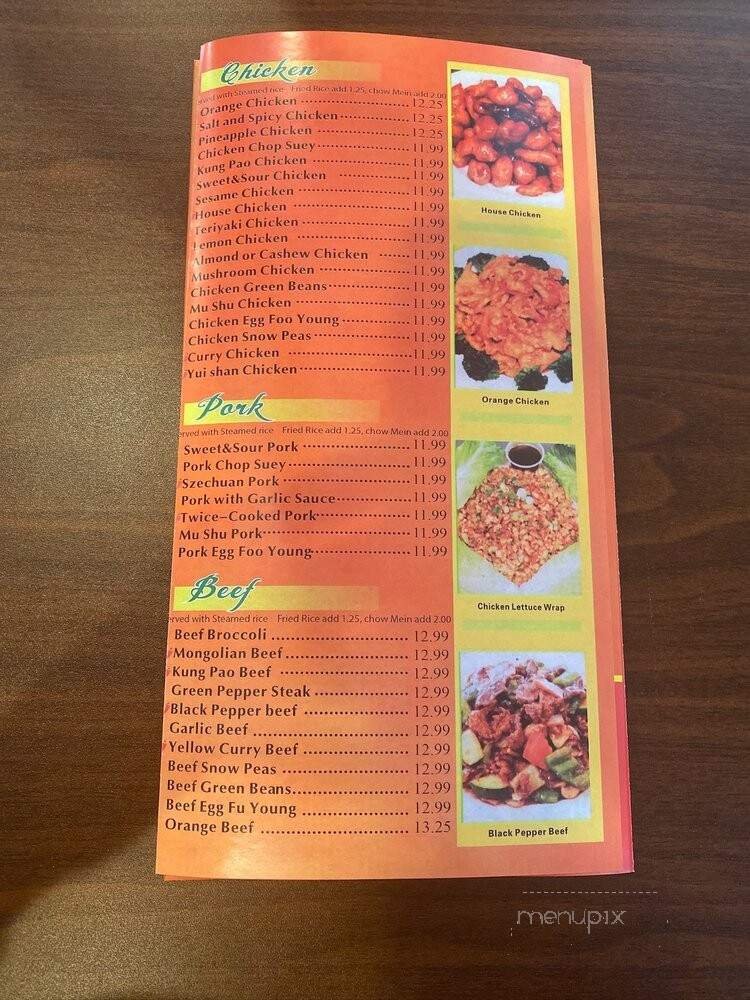 Chicken
erved with Steamed rice Fried Rice add 1.25, chow Mein add 2.00
Orange Chicken 12.25
Salt and Spicy Chicken 12.25
Pineapple Chicken 12.25
Chicken Chop Suey 11.99
Kung Pao Chicken 11.99
Sweet&Sour Chicken 11.99
Sesame Chicken 11.99
House Chicken 11.99
Teriyaki Chicken 11.99
Lemon Chicken 11.99
Almond or Cashew Chicken 11.99
Mushroom Chicken 11.99
Chicken Green Beans 11.99
Mu Shu Chicken 11.99
Chicken Egg Foo Young 11.99
Chicken Snow Peas 11.99
Curry Chicken 11.99
Yui shan Chicken 11.99
Pork
erved with Steamed rice Fried Rice add 1.25, chow Mein add 2.00
Sweet&Sour Pork 11.99
Pork Chop Suey 11.99
Szechuan Pork 11.99
Pork with Garlic Sauce 11.99
Twice-Cooked Pork 11.99
Mu Shu Pork 11.99
Pork Egg Foo Young 11.99
Beef
erved with Steamed rice Fried Rice add 1.25, chow Mein add 2.00
Beef Broccoli 12.99
Mongolian Beef 12.99
Kung Pao Beef 12.99
Green Pepper Steak 12.99
Black Pepper beef 12.99
Garlic Beef 12.99
Yellow Curry Beef 12.99
Beef Snow Peas 12.99
Beef Green Beans 12.99
Beef Egg Fu Young 12.99
Orange Beef 13.25
House Chicken
Orange Chicken
Chicken Lettuce Wrap
Black Pepper Beef
menupix